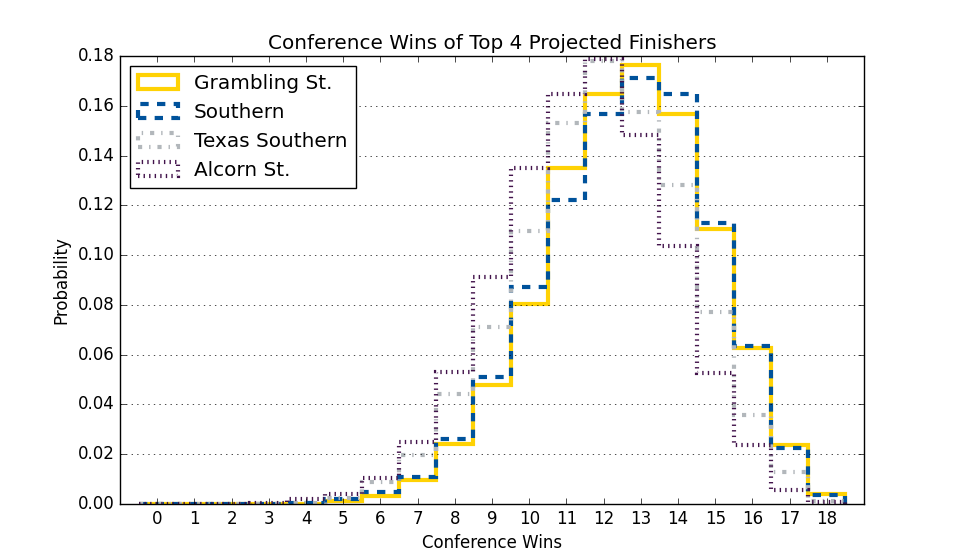 Conference Wins of Top 4 Projected Finishers
0.18
0.16
0.14
0.12
0.10
0.08
0.06
0.04
0.02
0.00
Probability
Grambling St.
Southern
Texas Southern
Alcorn St.
0 1 2 3 4 5 6 7 8 9 10 11 12 13 14 15 16 17 18
Conference Wins